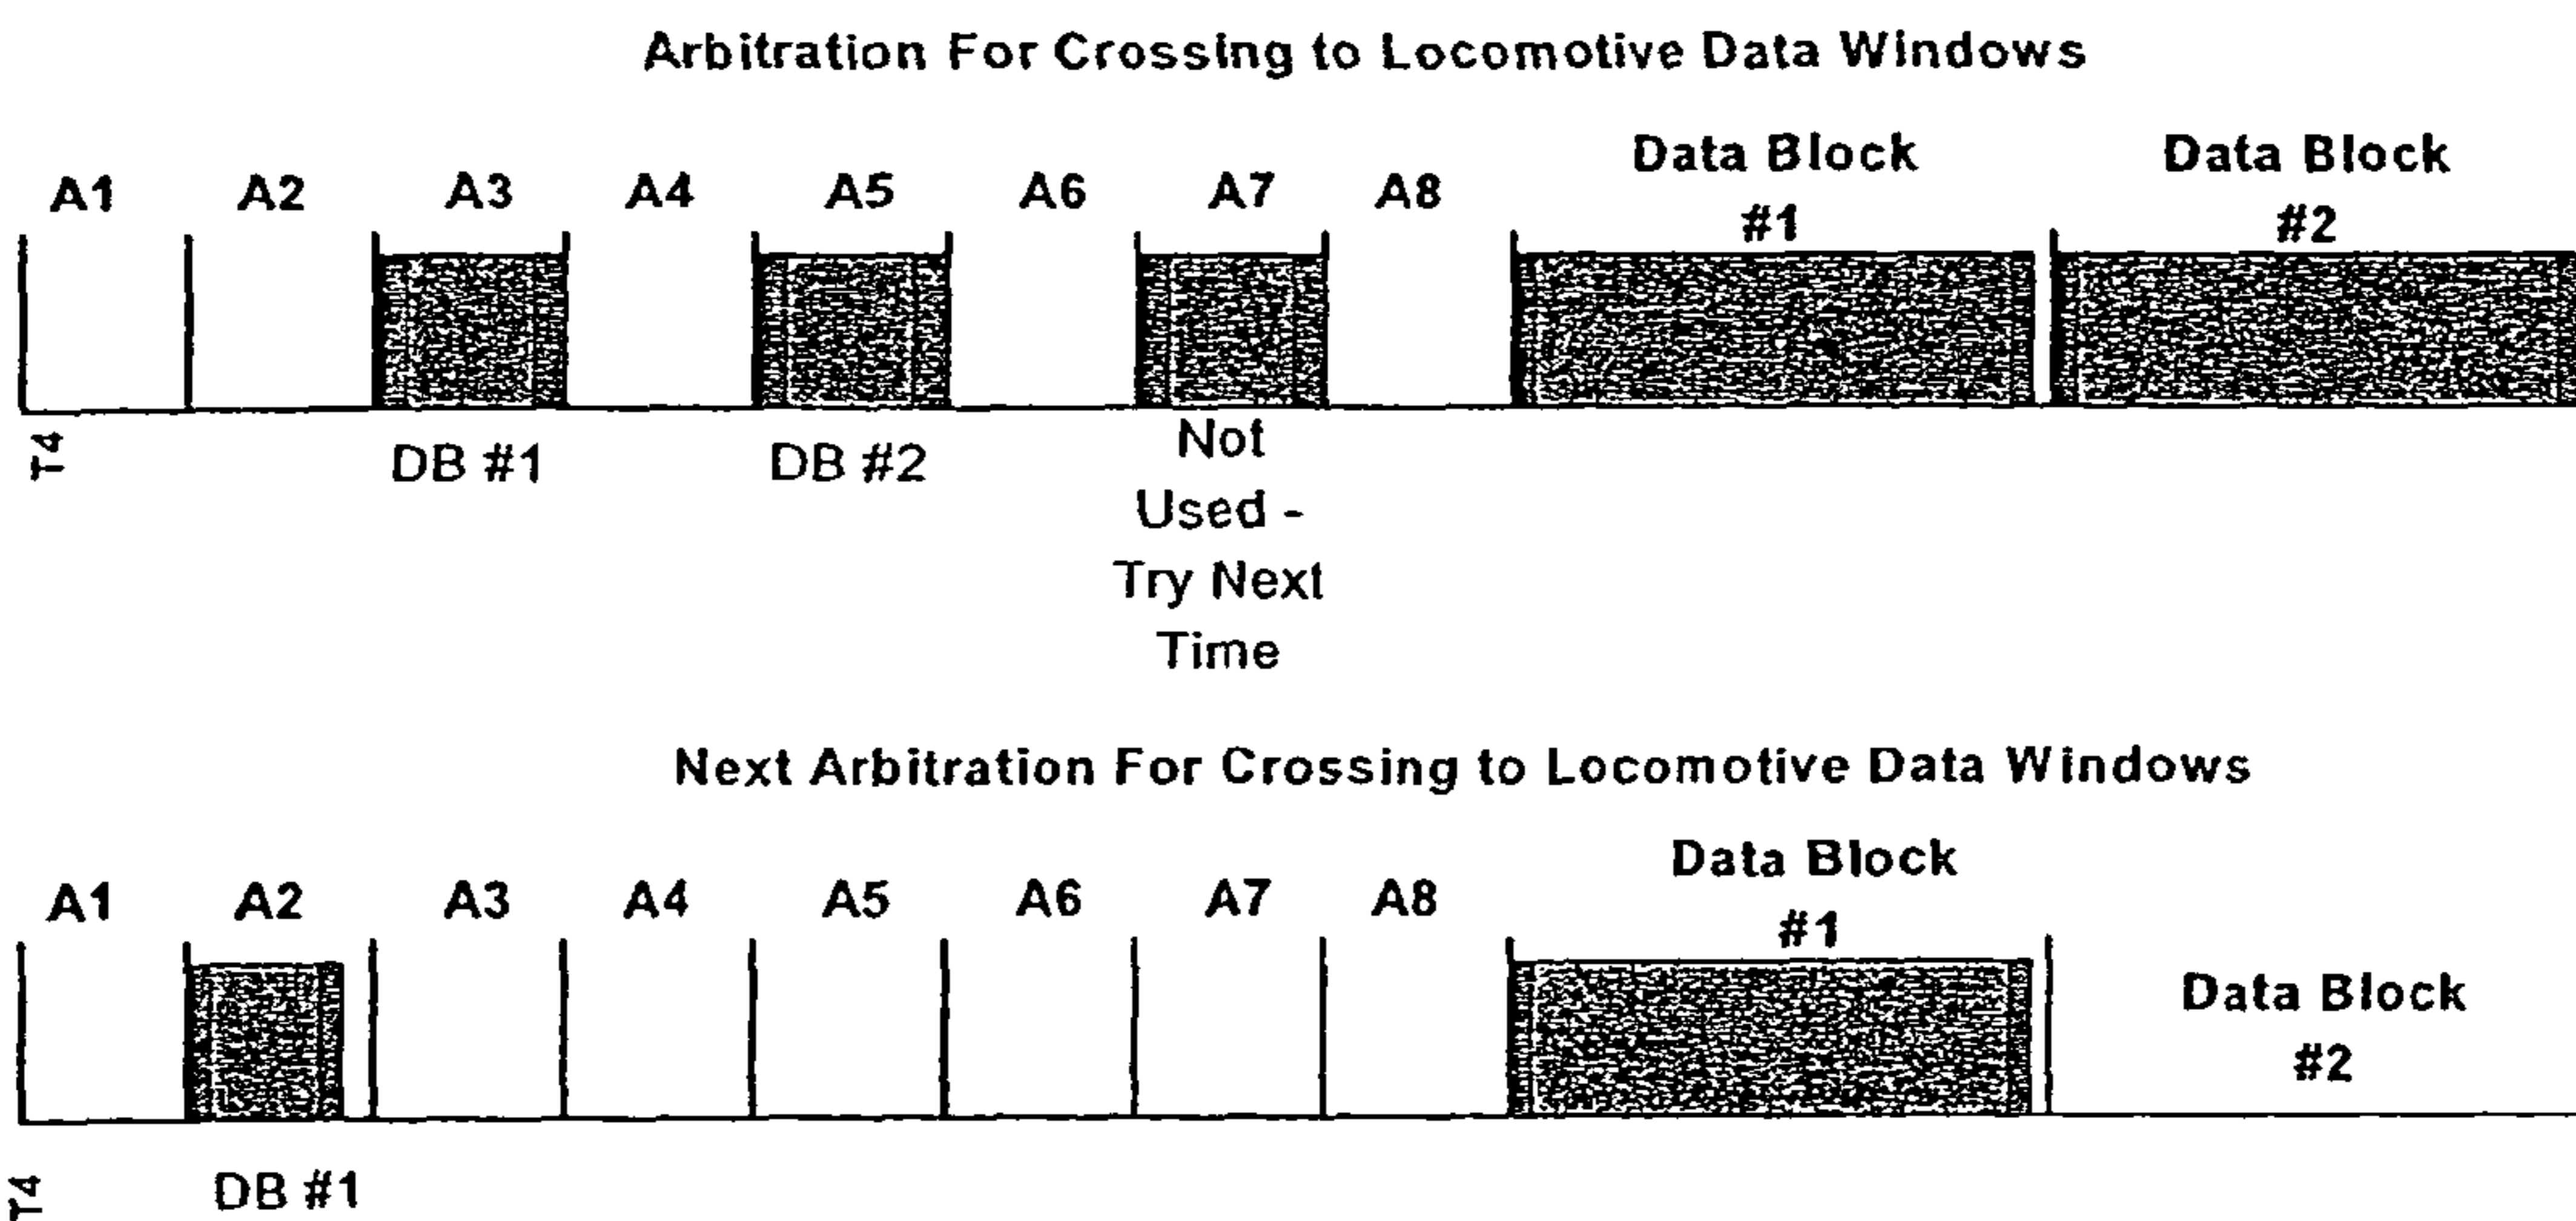 Arbitration For Crossing to Locomotive Data Windows
A1 A2 A3 A4 A5 A6 A7 A8
Data Block
#1
Data Block
#2
T4
DB #1
DB #2
Not
Used -
Try Next
Time
Next Arbitration For Crossing to Locomotive Data Windows
A1 A2 A3 A4 A5 A6 A7 A8
Data Block
#1
Data Block
#2
T4
DB #1